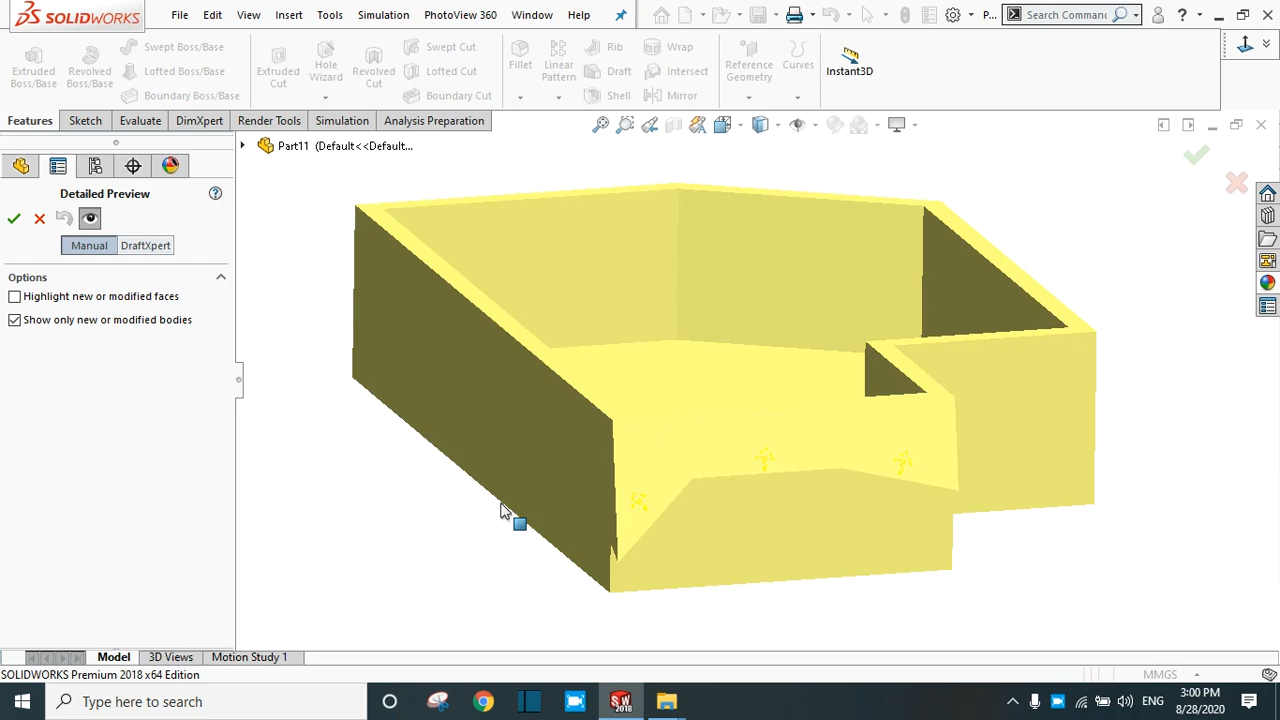 SOLIDWORKS File Edit View Insert Tools Simulation PhotoView 360 Window Help P... Search Command ?
Extruded Boss/Base
Revolved Boss/Base
Swept Boss/Base
Lofted Boss/Base
Boundary Boss/Base
Extruded Cut
Hole Wizard
Revolved Cut
Swept Cut
Lofted Cut
Boundary Cut
Fillet
Linear Pattern
Rib
Draft
Shell
Wrap
Intersect
Mirror
Reference Geometry
Curves
Instant3D
Features Sketch Evaluate DimXpert Render Tools Simulation Analysis Preparation
Part11 (Default<<Default...
Detailed Preview ?
Manual DraftXpert
Options
Highlight new or modified faces
Show only new or modified bodies
Model 3D Views Motion Study 1
SOLIDWORKS Premium 2018 x64 Edition MMGS
Type here to search
SW 2018
ENG
3:00 PM
8/28/2020